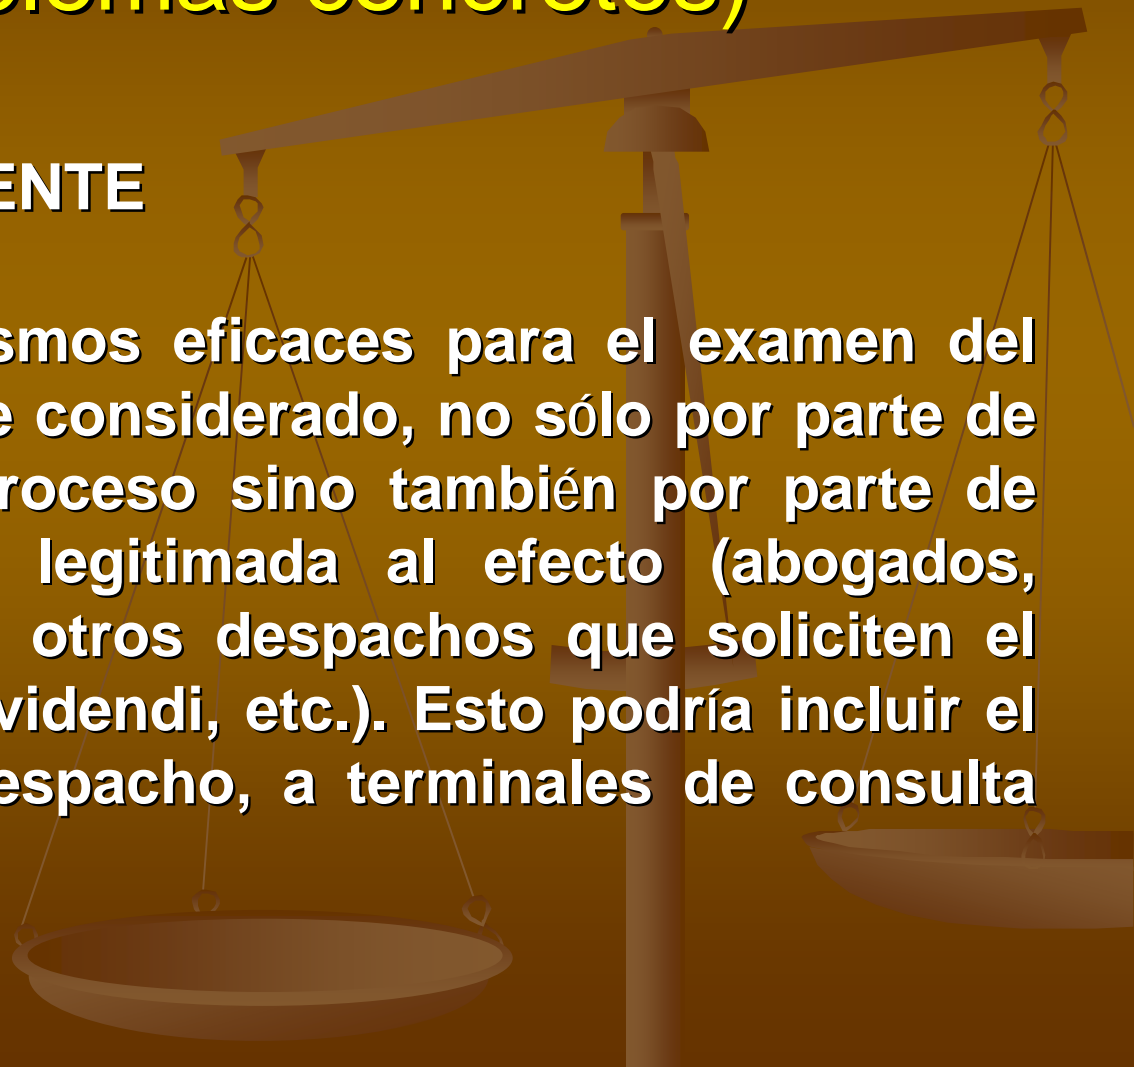 blemas concretos)
ENTE
smos eficaces para el examen del
e considerado, no sólo por parte de
roceso sino también por parte de
legitimada al efecto (abogados,
otros despachos que soliciten el
videndi, etc.). Esto podría incluir el
espacho, a terminales de consulta